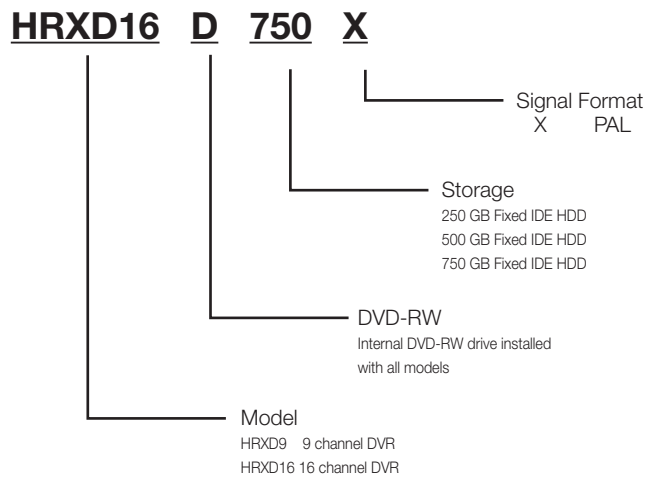 HRXD16 D 750 X
Signal Format
X PAL
Storage
250 GB Fixed IDE HDD
500 GB Fixed IDE HDD
750 GB Fixed IDE HDD
DVD-RW
Internal DVD-RW drive installed
with all models
Model
HRXD9 9 channel DVR
HRXD16 16 channel DVR